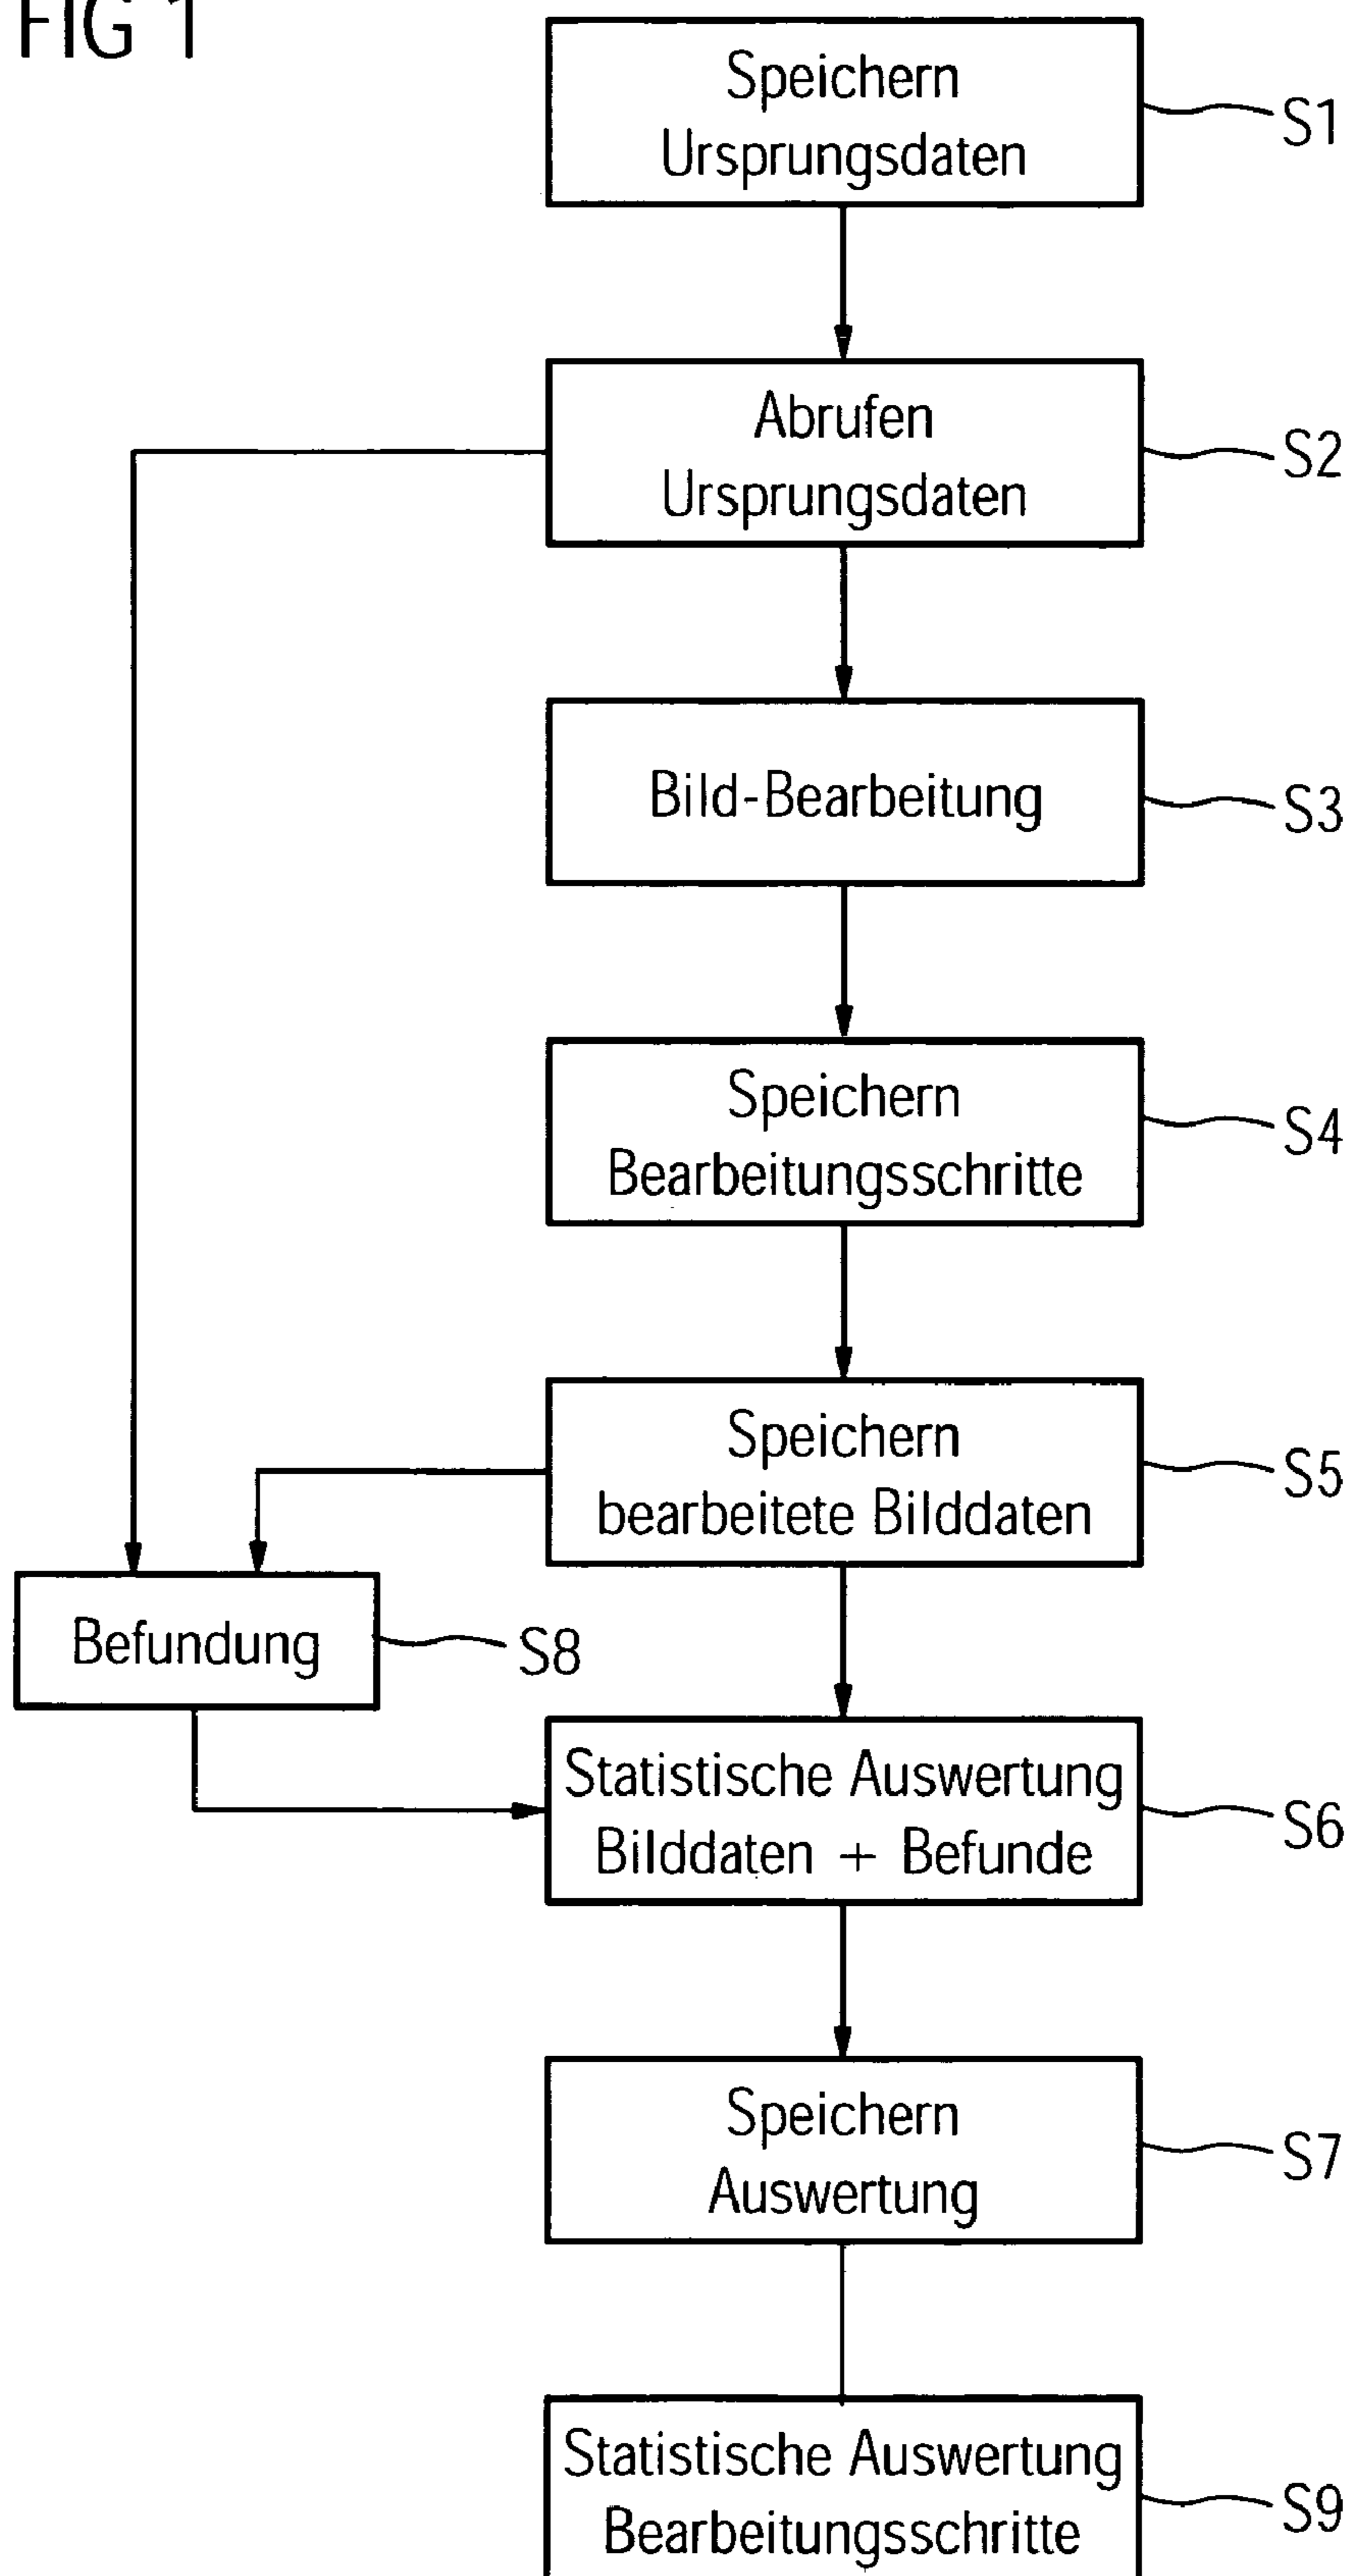 FIG 1
Speichern
Ursprungsdaten
S1
Abrufen
Ursprungsdaten
S2
Bild-Bearbeitung
S3
Speichern
Bearbeitungsschritte
S4
Speichern
bearbeitete Bilddaten
S5
Befundung
S8
Statistische Auswertung
Bilddaten + Befunde
S6
Speichern
Auswertung
S7
Statistische Auswertung
Bearbeitungsschritte
S9